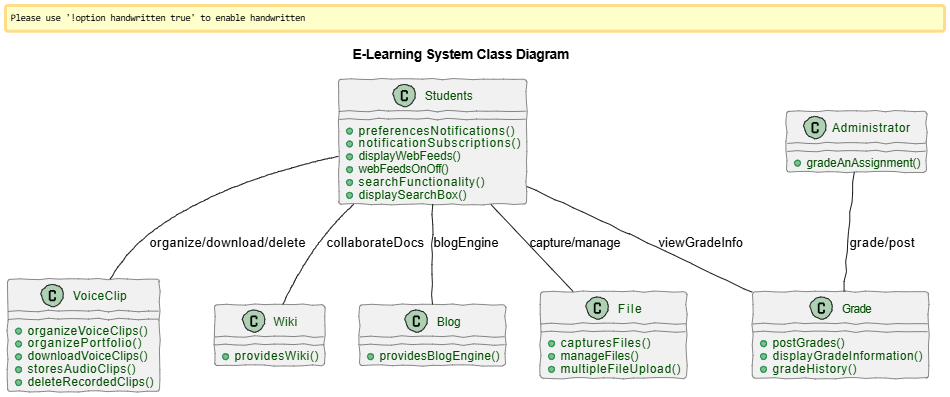 Please use '!option handwritten true' to enable handwritten
E-Learning System Class Diagram
C Students
preferencesNotifications()
notificationSubscriptions()
displayWebFeeds()
webFeedsOnOff()
searchFunctionality()
displaySearchBox()
C Administrator
gradeAnAssignment()
organize/download/delete
collaborateDocs
blogEngine
capture/manage
viewGradeInfo
grade/post
C VoiceClip
organizeVoiceClips()
organizePortfolio()
downloadVoiceClips()
storesAudioClips()
deleteRecordedClips()
C Wiki
providesWiki()
C Blog
providesBlogEngine()
C File
capturesFiles()
manageFiles()
multipleFileUpload()
C Grade
postGrades()
displayGradeInformation()
gradeHistory()